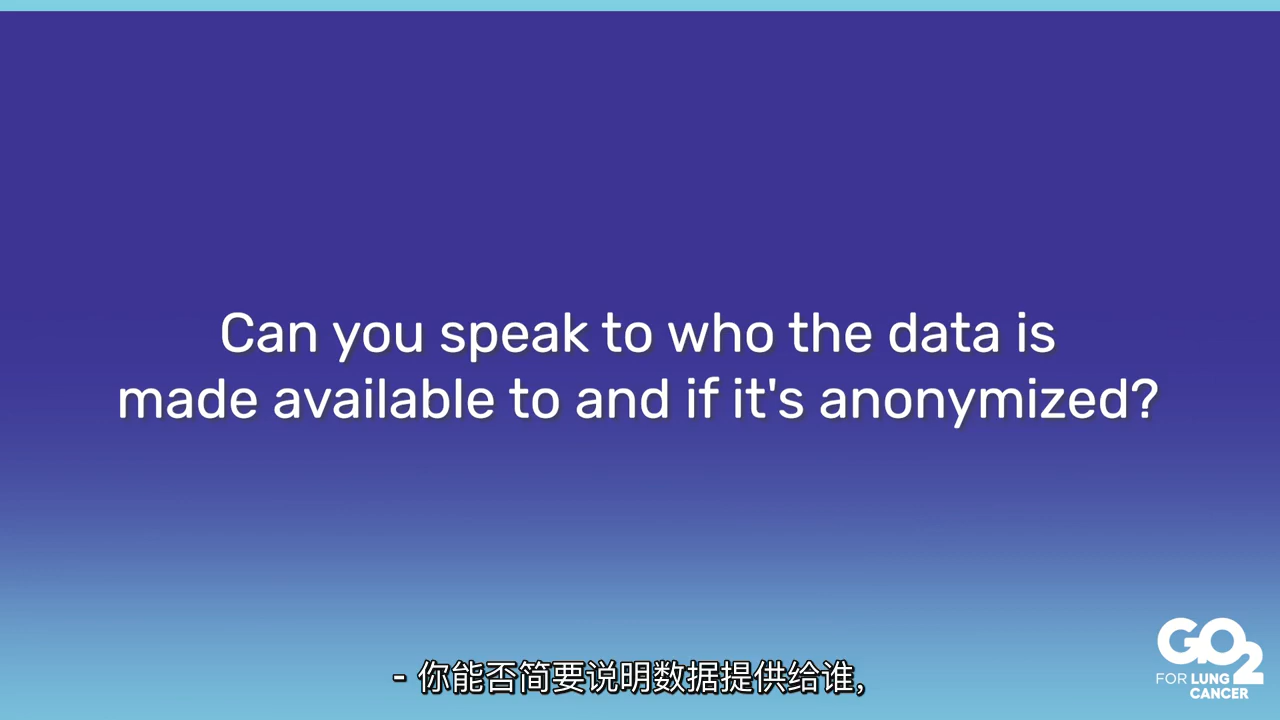 Can you speak to who the data is
made available to and if it's anonymized?
GO2
FOR LUNG
CANCER
- 你能否简要说明数据提供给谁,